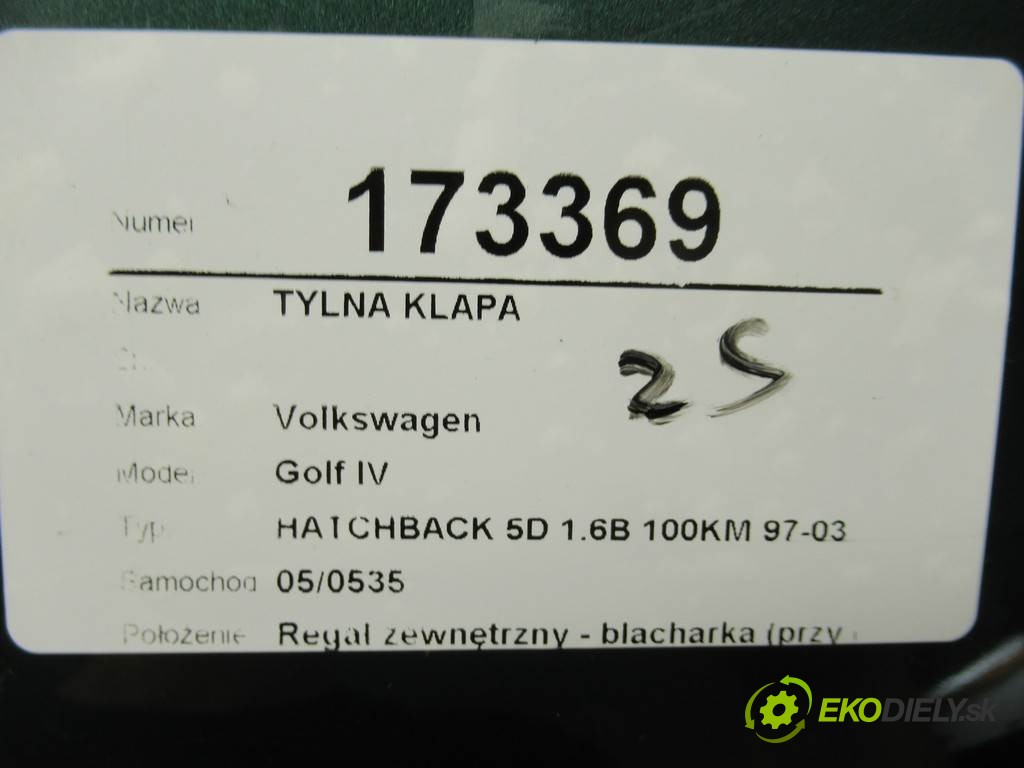 Numer 173369
Nazwa TYLNA KLAPA
25
Marka Volkswagen
Model Golf IV
Typ HATCHBACK 5D 1.6B 100KM 97-03
Samochod 05/0535
Położenie Regał zewnętrzny - blacharka (przy
EKODIELY.sk